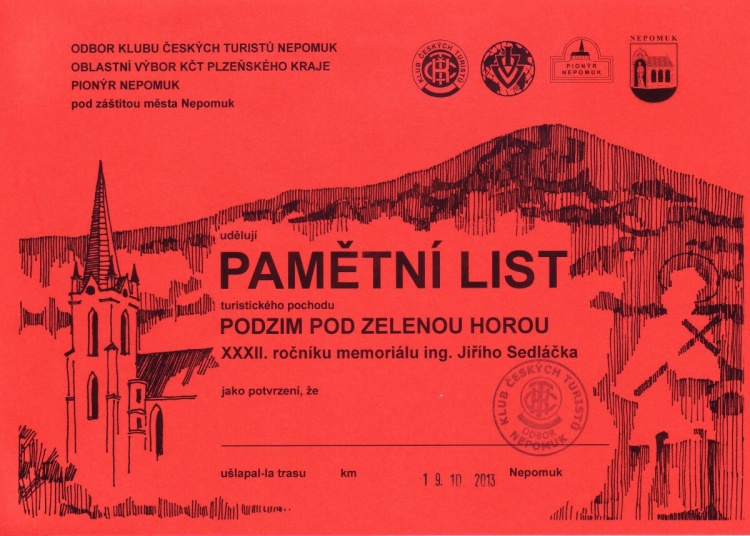 ODBOR KLUBU ČESKÝCH TURISTŮ NEPOMUK
OBLASTNÍ VÝBOR KČT PLZEŇSKÉHO KRAJE
PIONÝR NEPOMUK
pod záštitou města Nepomuk
KLUB ČESKÝCH TURISTŮ
PIONÝR
NEPOMUK
NEPOMUK
udělují
PAMĚTNÍ LIST
turistického pochodu
PODZIM POD ZELENOU HOROU
XXXII. ročníku memoriálu ing. Jiřího Sedláčka
jako potvrzení, že
KLUB ČESKÝCH TURISTŮ
ODBOR
NEPOMUK
ušlapal-la trasu km 19. 10. 2013 Nepomuk